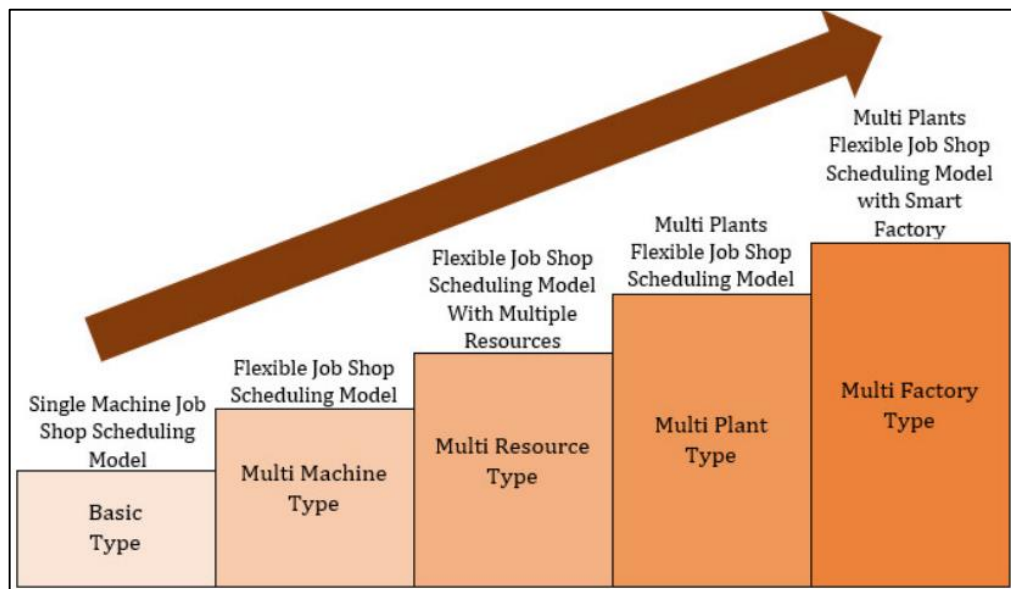 Single Machine Job
Shop Scheduling
Model
Basic
Type
Flexible Job Shop
Scheduling Model
Multi Machine
Type
Flexible Job Shop
Scheduling Model
With Multiple
Resources
Multi Resource
Type
Multi Plants
Flexible Job Shop
Scheduling Model
Multi Plant
Type
Multi Plants
Flexible Job Shop
Scheduling Model
with Smart
Factory
Multi Factory
Type